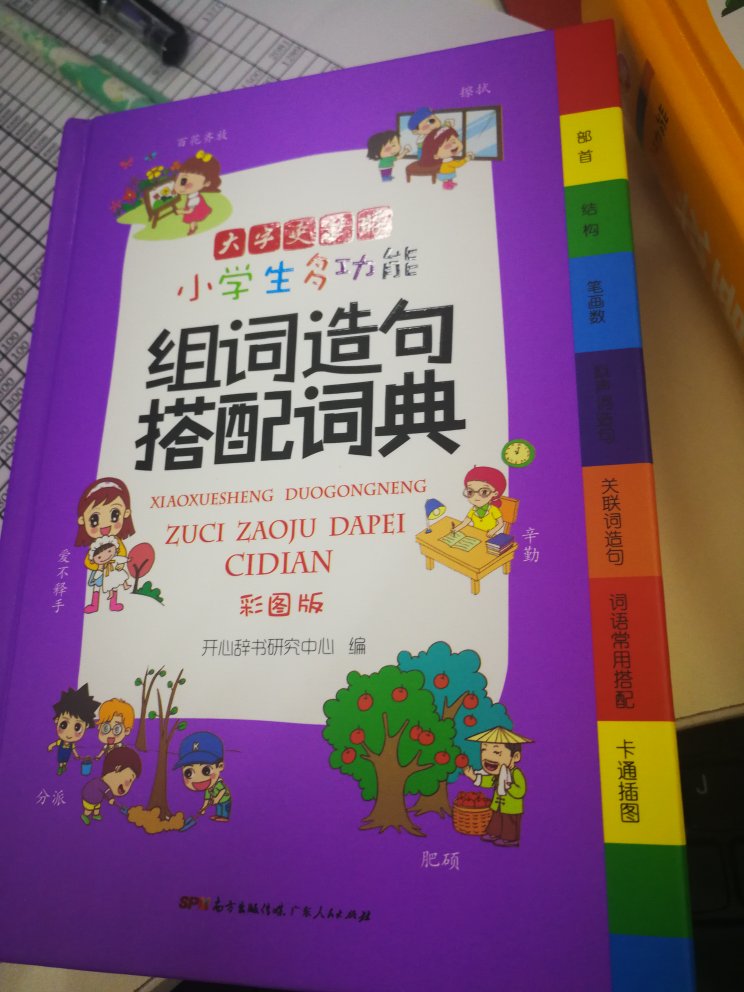 百花齐放
擦拭
大字更清晰
小学生多功能
组词造句
搭配词典
XIAOXUESHENG DUOGONGNENG
ZUCI ZAOJU DAPEI
CIDIAN
彩图版
开心辞书研究中心 编
爱不释手
辛勤
分派
肥硕
南方出版传媒 广东人民出版社
部首
结构
笔画数
关联词造句
词语常用搭配
卡通插图